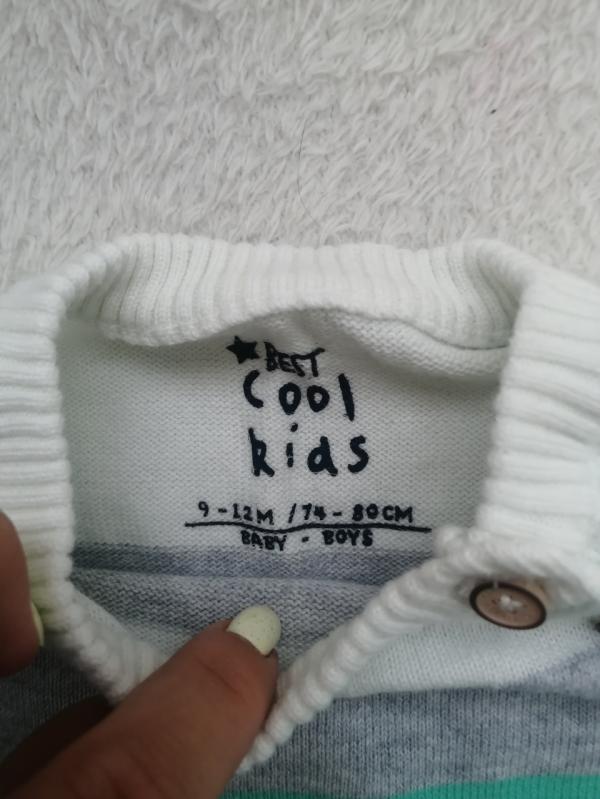 ★ BEST
Cool
kids
9-12M / 74-80CM
BABY - BOYS